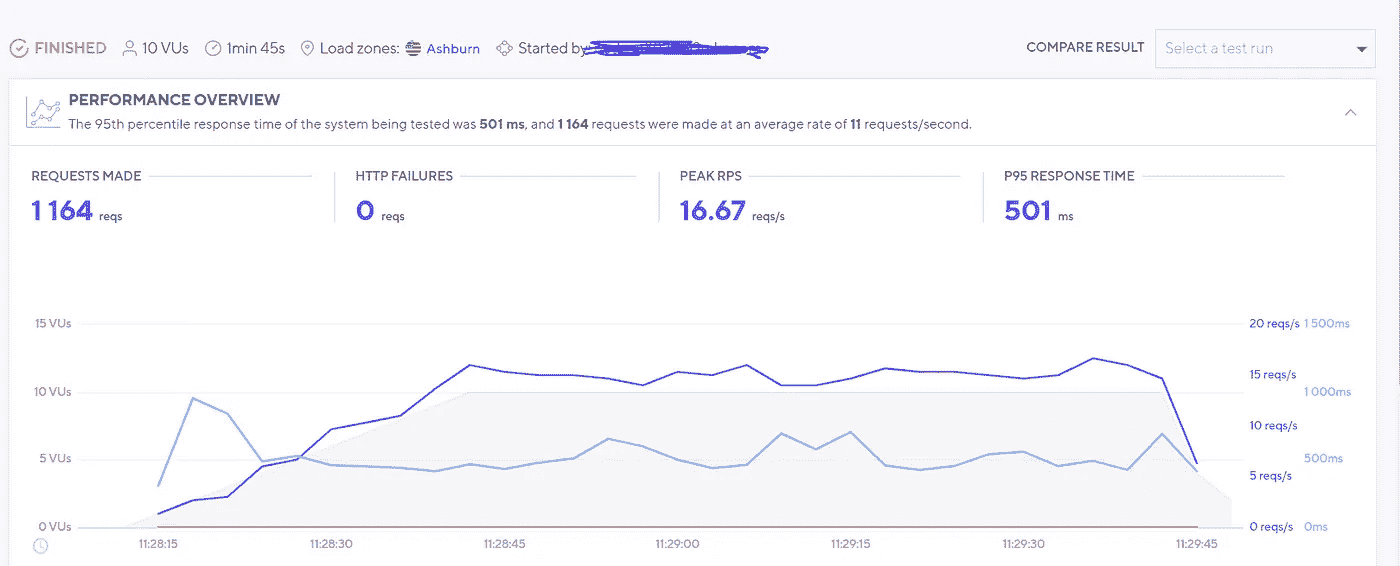 FINISHED 10 VUs 1min 45s Load zones: Ashburn Started by COMPARE RESULT Select a test run
PERFORMANCE OVERVIEW
The 95th percentile response time of the system being tested was 501 ms, and 1 164 requests were made at an average rate of 11 requests/second.
REQUESTS MADE HTTP FAILURES PEAK RPS P95 RESPONSE TIME
1 164 reqs 0 reqs 16.67 reqs/s 501 ms
15 VUs 20 reqs/s 1 500ms
15 reqs/s
10 VUs 1 000ms
10 reqs/s
5 VUs 500ms
5 reqs/s
0 VUs 0 reqs/s 0ms
11:28:15 11:28:30 11:28:45 11:29:00 11:29:15 11:29:30 11:29:45